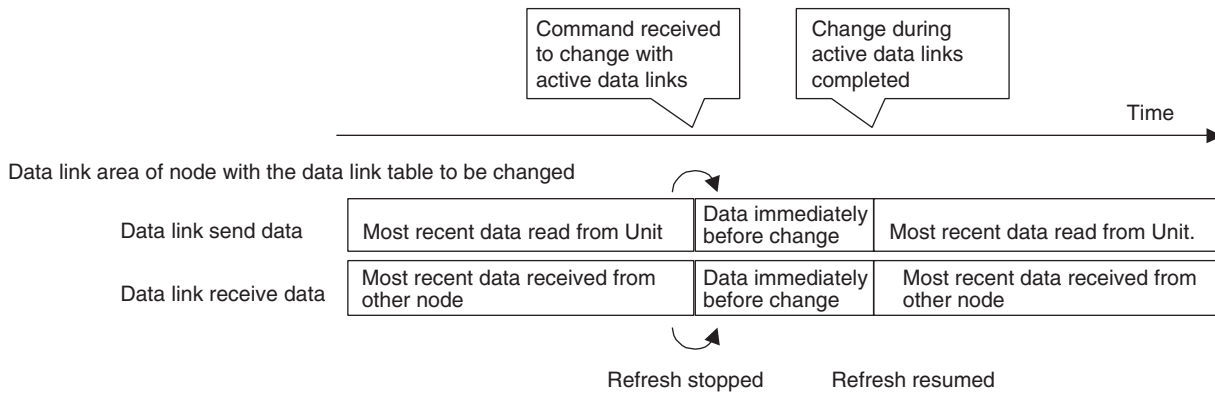 Command received
to change with
active data links
Change during
active data links
completed
Time
Data link area of node with the data link table to be changed
Data link send data
Most recent data read from Unit
Data immediately
before change
Most recent data read from Unit.
Data link receive data
Most recent data received from
other node
Data immediately
before change
Most recent data received from
other node
Refresh stopped
Refresh resumed